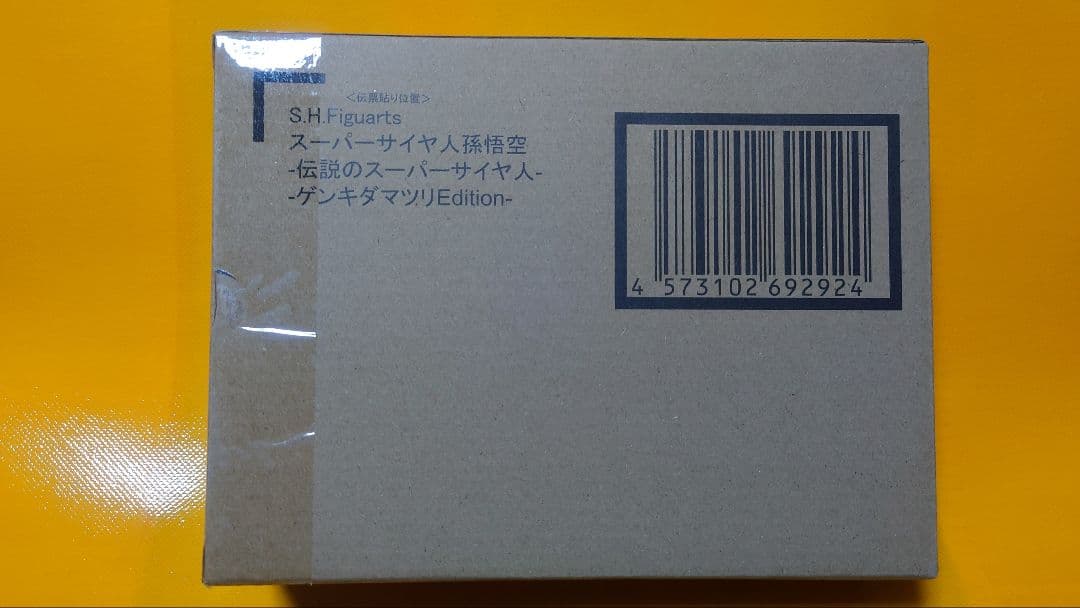 ＜伝票貼り位置＞
S.H.Figuarts
スーパーサイヤ人孫悟空
-伝説のスーパーサイヤ人-
-ゲンキダマツリEdition-
4 573102 692924